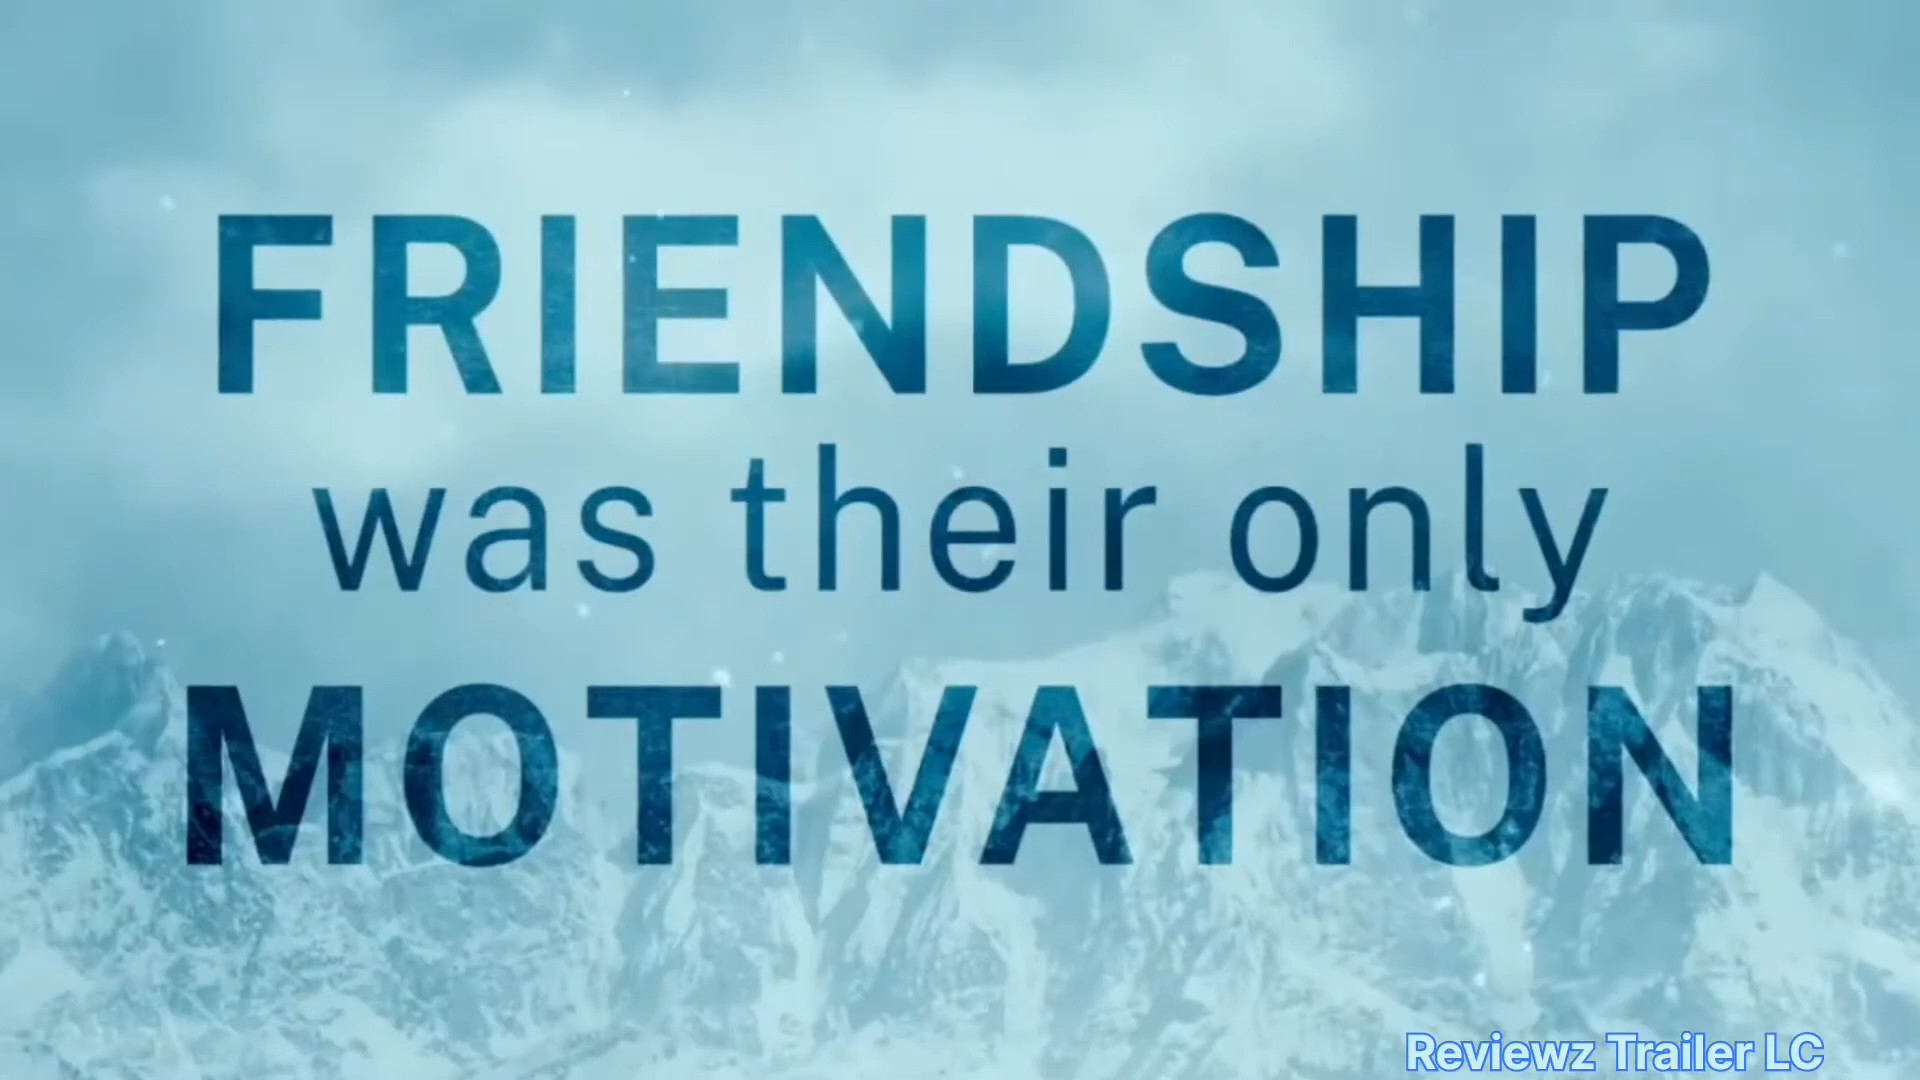 FRIENDSHIP
was their only
MOTIVATION
Reviewz Trailer LC